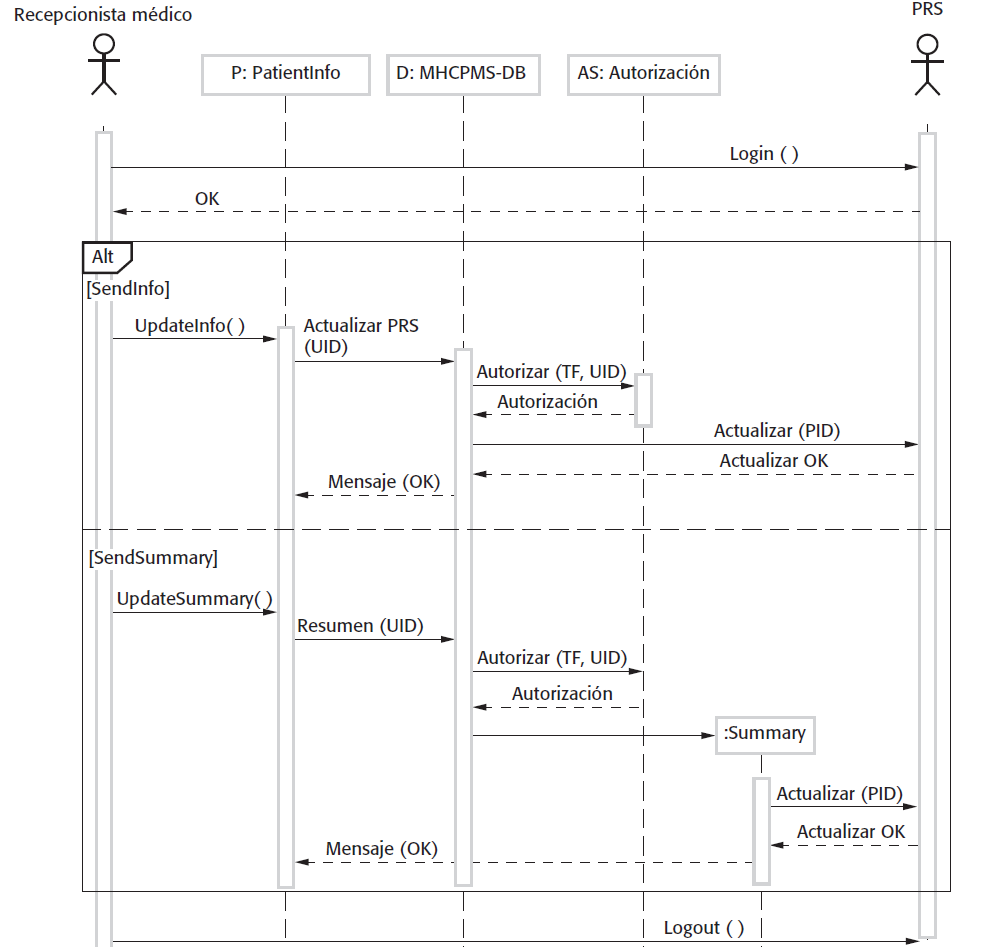 Recepcionista médico
PRS
P: PatientInfo
D: MHCPMS-DB
AS: Autorización
Login ( )
OK
Alt
[SendInfo]
UpdateInfo( )
Actualizar PRS
(UID)
Autorizar (TF, UID)
Autorización
Actualizar (PID)
Actualizar OK
Mensaje (OK)
[SendSummary]
UpdateSummary( )
Resumen (UID)
Autorizar (TF, UID)
Autorización
:Summary
Actualizar (PID)
Actualizar OK
Mensaje (OK)
Logout ( )